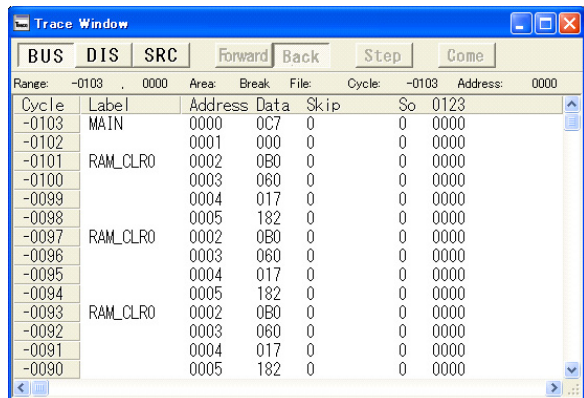 Trace Window
BUS DIS SRC Forward Back Step Come
Range: -0103 , 0000 Area: Break File: Cycle: -0103 Address: 0000
Cycle Label Address Data Skip So 0123
-0103 MAIN 0000 0C7 0 0 0000
-0102 0001 000 0 0 0000
-0101 RAM_CLR0 0002 0B0 0 0 0000
-0100 0003 060 0 0 0000
-0099 0004 017 0 0 0000
-0098 0005 182 0 0 0000
-0097 RAM_CLR0 0002 0B0 0 0 0000
-0096 0003 060 0 0 0000
-0095 0004 017 0 0 0000
-0094 0005 182 0 0 0000
-0093 RAM_CLR0 0002 0B0 0 0 0000
-0092 0003 060 0 0 0000
-0091 0004 017 0 0 0000
-0090 0005 182 0 0 0000